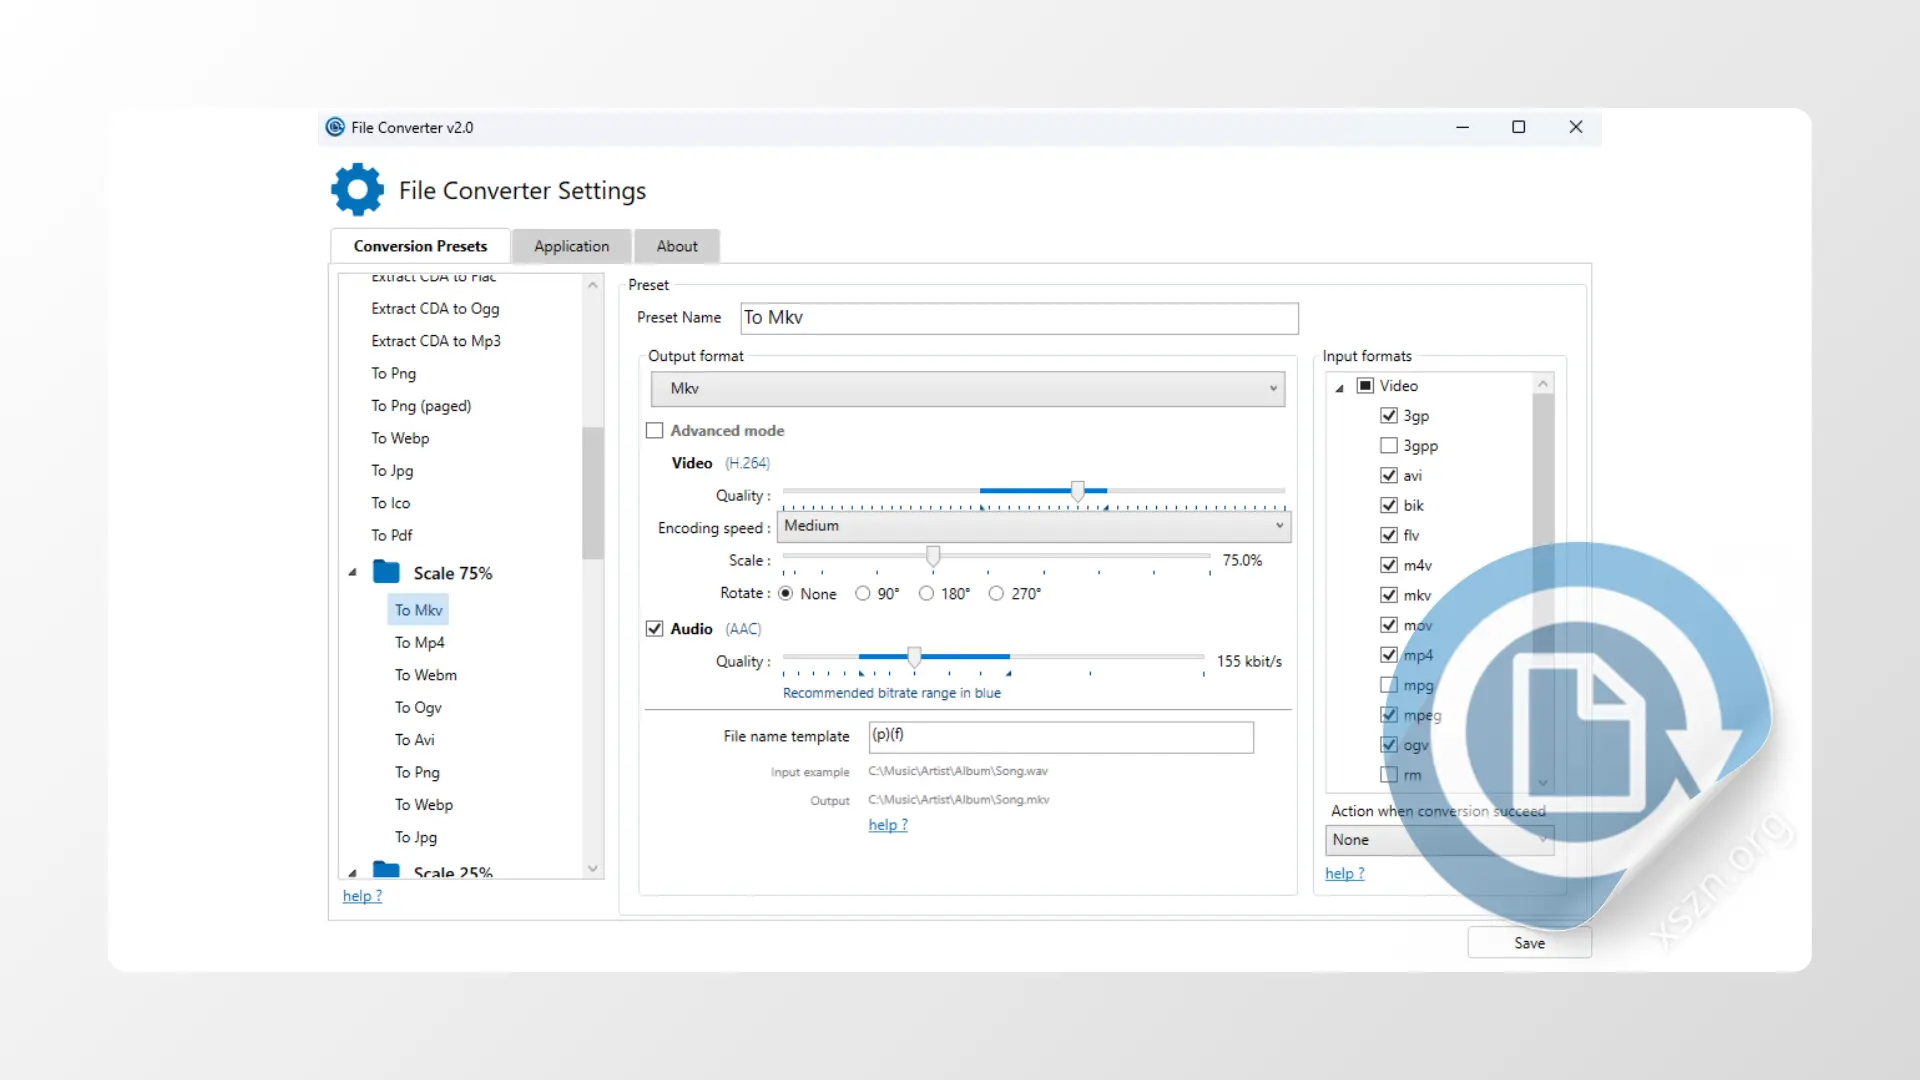 File Converter v2.0
File Converter Settings
Conversion Presets
Application
About
Extract CDA to Flac
Extract CDA to Ogg
Extract CDA to Mp3
To Png
To Png (paged)
To Webp
To Jpg
To Ico
To Pdf
Scale 75%
To Mkv
To Mp4
To Webm
To Ogv
To Avi
To Png
To Webp
To Jpg
Scale 25%
help ?
Preset
Preset Name
To Mkv
Output format
Mkv
Advanced mode
Video (H.264)
Quality :
Encoding speed :
Medium
Scale :
75.0%
Rotate :
None
90°
180°
270°
Audio (AAC)
Quality :
155 kbit/s
Recommended bitrate range in blue
File name template
(p)(f)
Input example
C:\Music\Artist\Album\Song.wav
Output
C:\Music\Artist\Album\Song.mkv
help ?
Input formats
Video
3gp
3gpp
avi
bik
flv
m4v
mkv
mov
mp4
mpg
mpeg
ogv
rm
Action when conversion succeed
None
help ?
Save
xszn.org